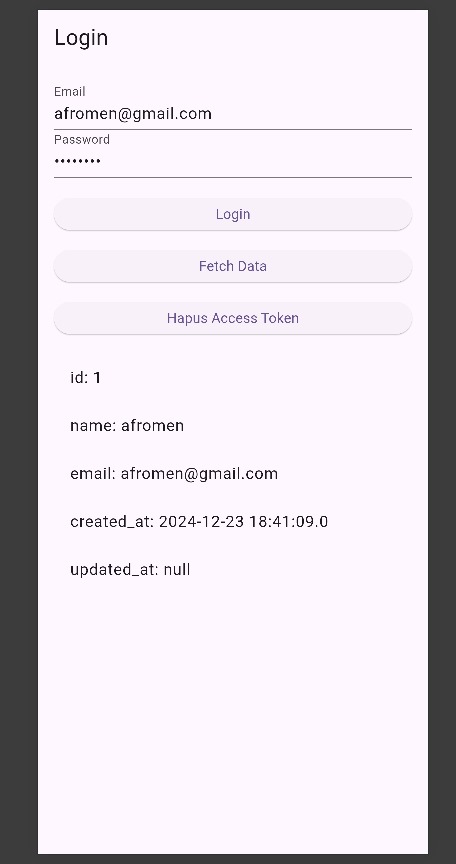 Login
Email
afromen@gmail.com
Password
••••••••
Login
Fetch Data
Hapus Access Token
id: 1
name: afromen
email: afromen@gmail.com
created_at: 2024-12-23 18:41:09.0
updated_at: null